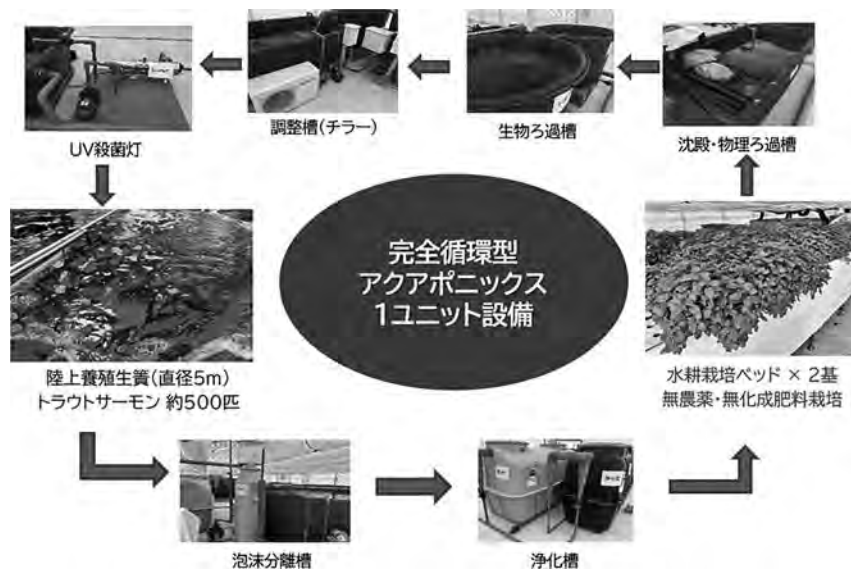 UV殺菌灯
調整槽(チラー)
生物ろ過槽
沈殿・物理ろ過槽
完全循環型
アクアポニックス
1ユニット設備
陸上養殖生簀(直径5m)
トラウトサーモン 約500匹
水耕栽培ベッド × 2基
無農薬・無化成肥料栽培
泡沫分離槽
浄化槽